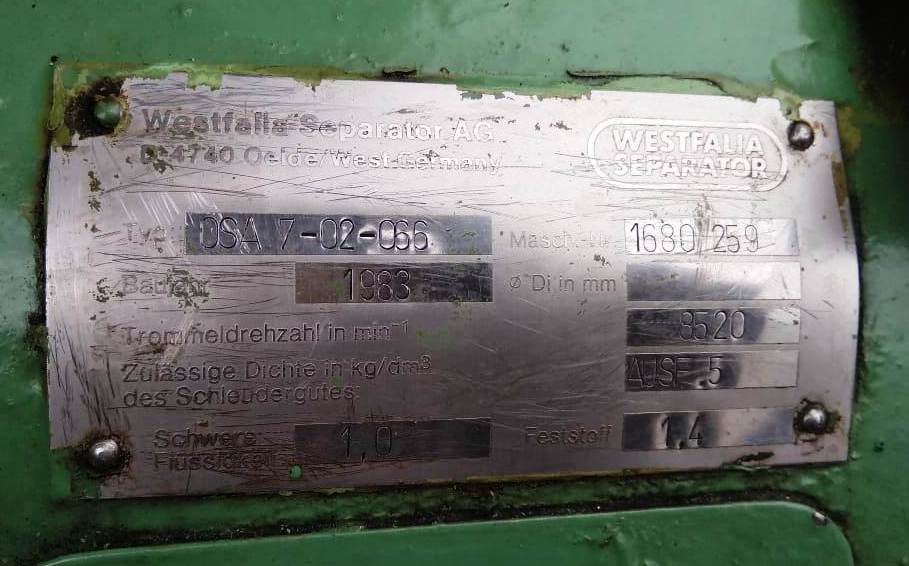 Westfalia Separator AG
D-4740 Oelde/West-Germany
WESTFALIA
SEPARATOR
Type OSA 7-02-066
Masch.-Nr 1680 259
Baujahr 1983
Ø Di in mm
Trommeldrehzahl in min-1 8520
Zulässige Dichte in kg/dm³ AUSF.5
des Schleudergutes:
Schwere 1,0 Feststoff 1.4
Flüssigkeit